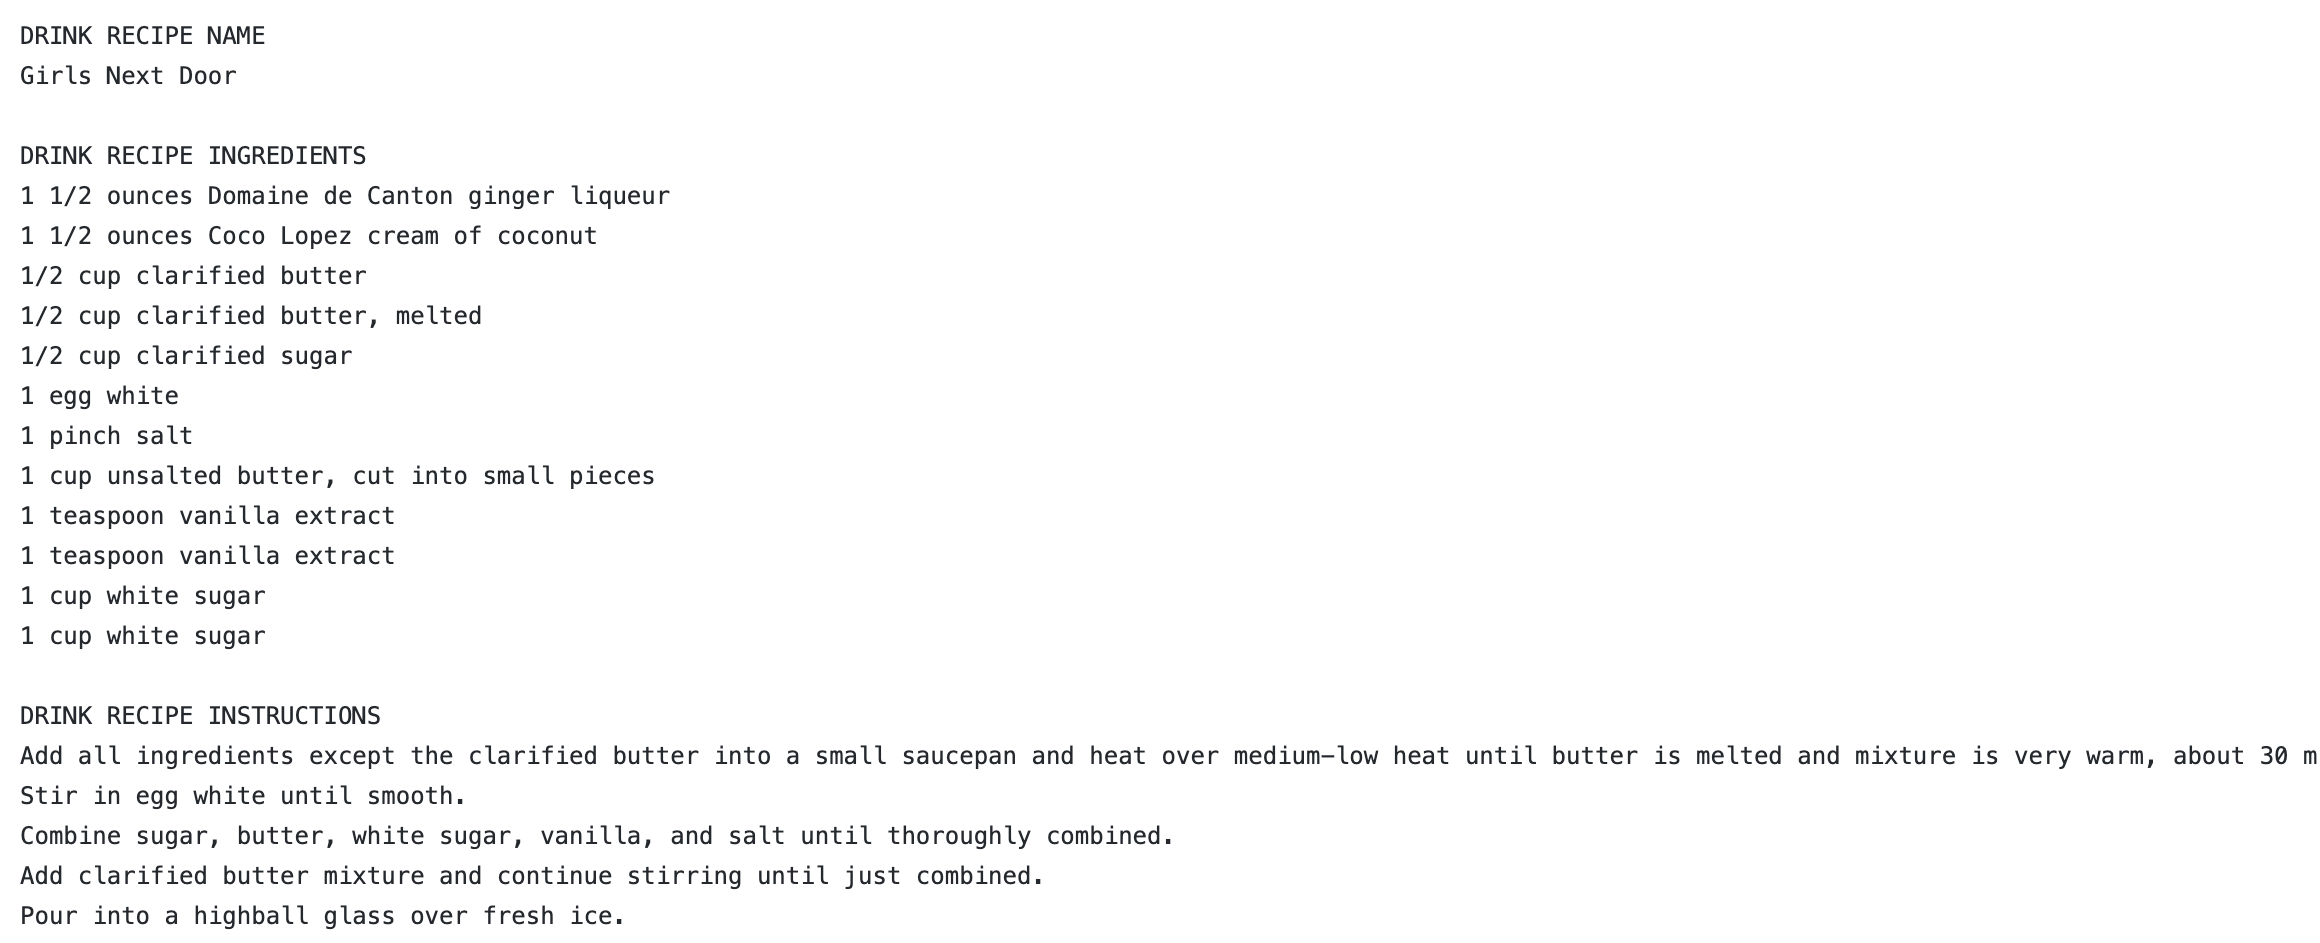 DRINK RECIPE NAME
Girls Next Door

DRINK RECIPE INGREDIENTS
1 1/2 ounces Domaine de Canton ginger liqueur
1 1/2 ounces Coco Lopez cream of coconut
1/2 cup clarified butter
1/2 cup clarified butter, melted
1/2 cup clarified sugar
1 egg white
1 pinch salt
1 cup unsalted butter, cut into small pieces
1 teaspoon vanilla extract
1 teaspoon vanilla extract
1 cup white sugar
1 cup white sugar

DRINK RECIPE INSTRUCTIONS
Add all ingredients except the clarified butter into a small saucepan and heat over medium-low heat until butter is melted and mixture is very warm, about 30 m
Stir in egg white until smooth.
Combine sugar, butter, white sugar, vanilla, and salt until thoroughly combined.
Add clarified butter mixture and continue stirring until just combined.
Pour into a highball glass over fresh ice.